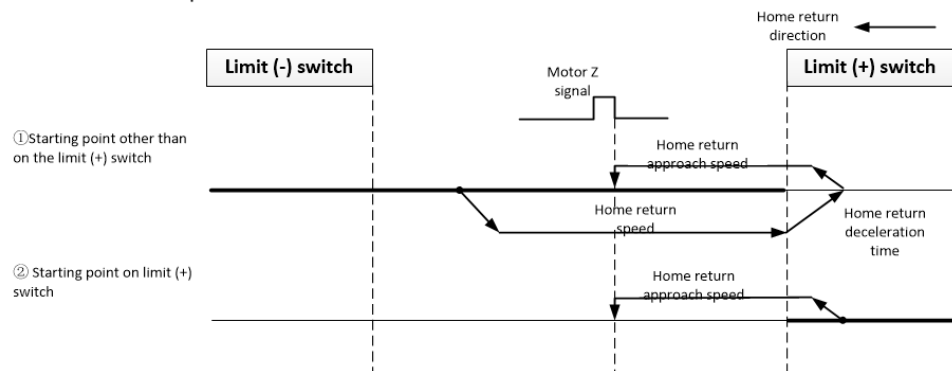 Home return
direction
Limit (-) switch
Limit (+) switch
Motor Z
signal
①Starting point other than
on the limit (+) switch
Home return
approach speed
Home return
speed
Home return
deceleration
time
② Starting point on limit (+)
switch
Home return
approach speed